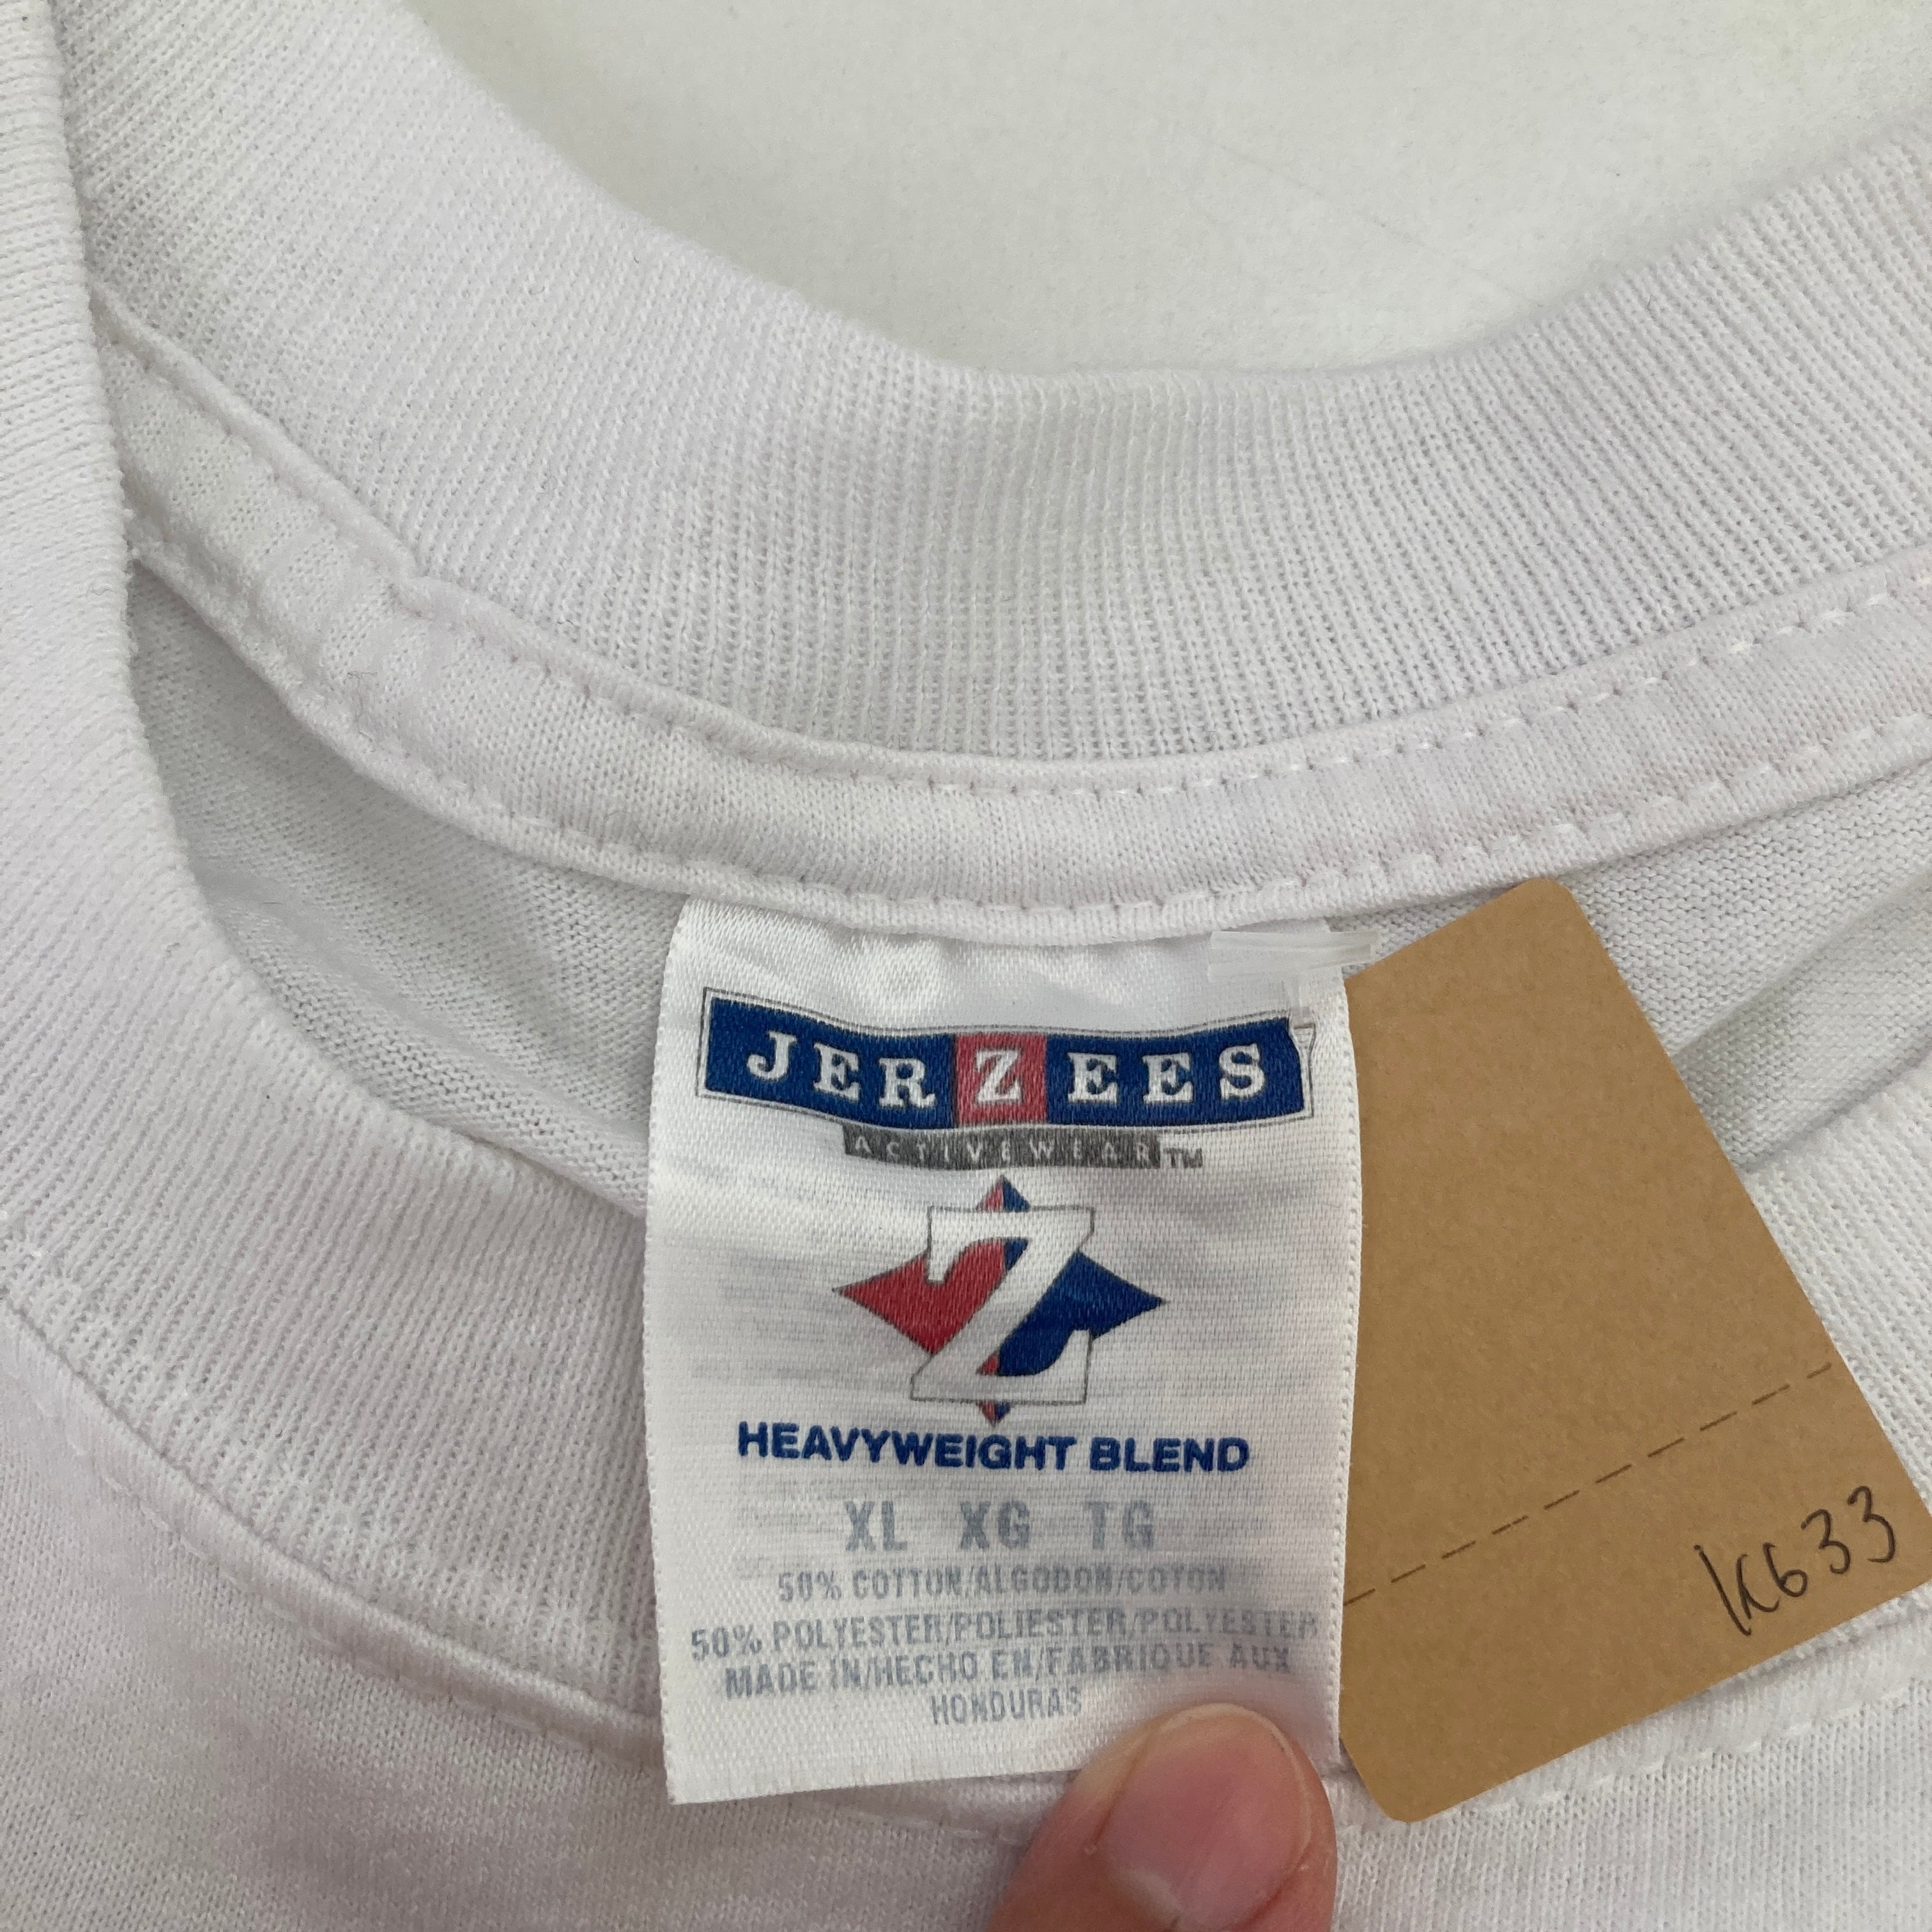 JERZEES
ACTIVEWEAR™
Z
HEAVYWEIGHT BLEND
XL XG TG
50% COTTON/ALGODON/COTON
50% POLYESTER/POLIESTER/POLYESTER
MADE IN/HECHO EN/FABRIQUE AUX
HONDURAS
K633